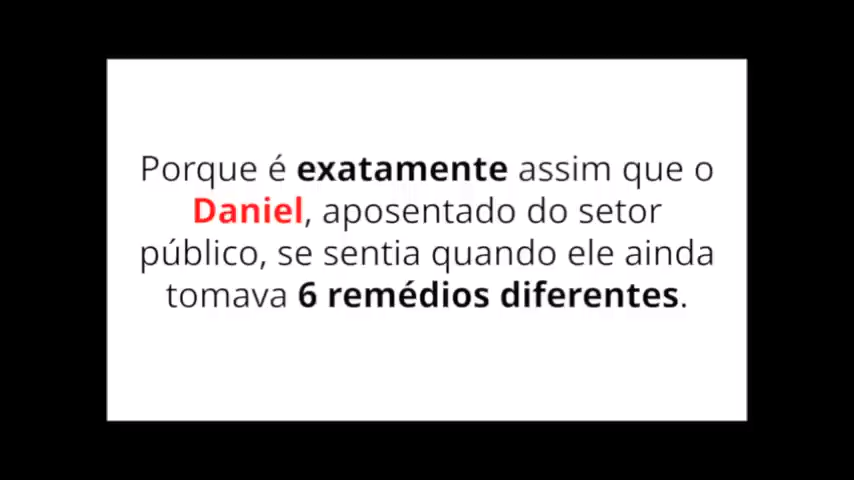 Porque é exatamente assim que o
Daniel, aposentado do setor
público, se sentia quando ele ainda
tomava 6 remédios diferentes.